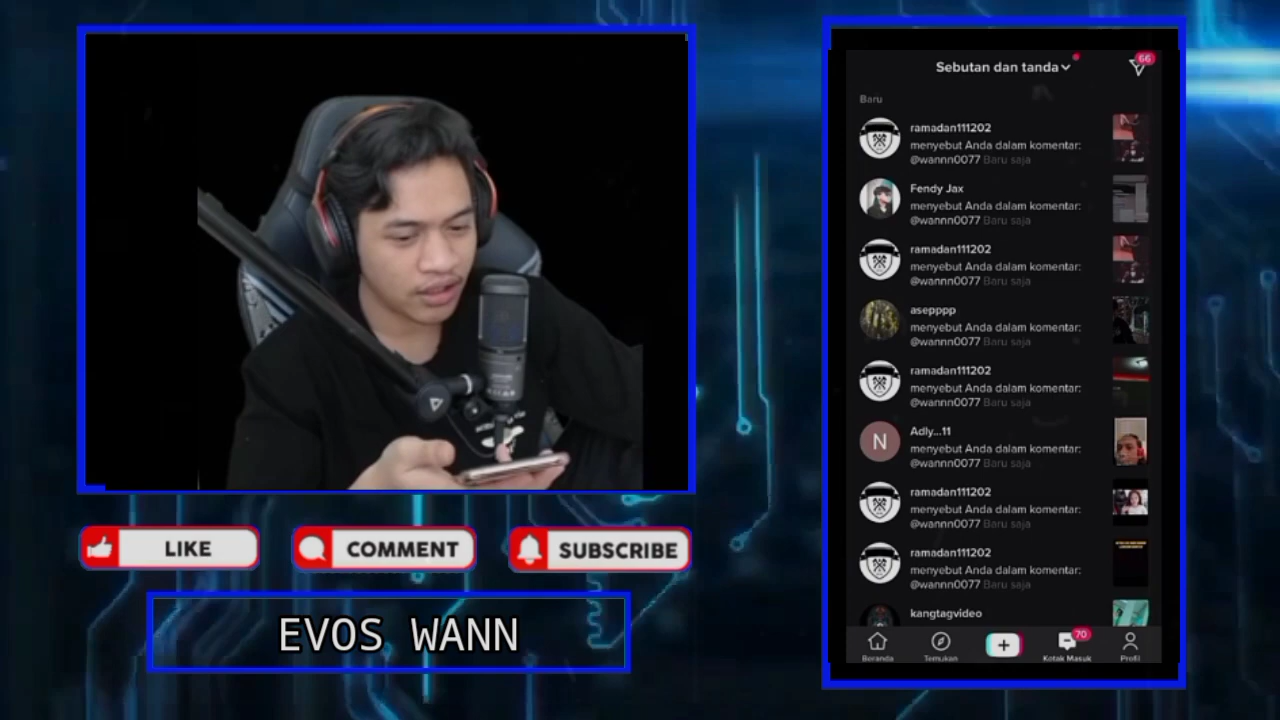 LIKE
COMMENT
SUBSCRIBE
EVOS WANN
Sebutan dan tanda
66
Baru
ramadan111202
menyebut Anda dalam komentar:
@wannn0077 Baru saja
Fendy Jax
menyebut Anda dalam komentar:
@wannn0077 Baru saja
ramadan111202
menyebut Anda dalam komentar:
@wannn0077 Baru saja
asepppp
menyebut Anda dalam komentar:
@wannn0077 Baru saja
ramadan111202
menyebut Anda dalam komentar:
@wannn0077 Baru saja
N
Adly...11
menyebut Anda dalam komentar:
@wannn0077 Baru saja
ramadan111202
menyebut Anda dalam komentar:
@wannn0077 Baru saja
ramadan111202
menyebut Anda dalam komentar:
@wannn0077 Baru saja
kangtagvideo
70
Beranda
Temukan
Kotak Masuk
Profil